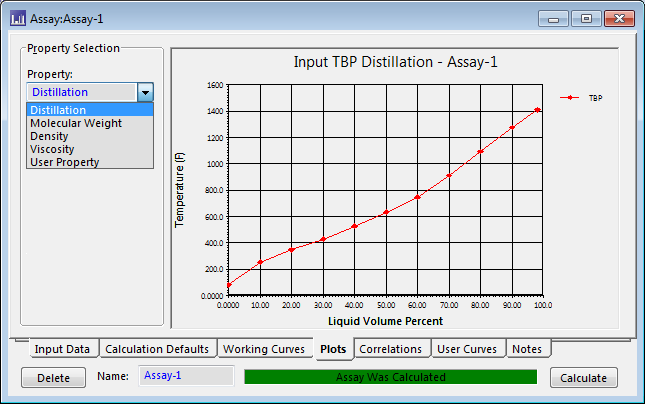 Assay:Assay-1
Property Selection
Property:
Distillation
Distillation
Molecular Weight
Density
Viscosity
User Property
Input TBP Distillation - Assay-1
TBP
Temperature (F)
1600
1400
1200
1000
800.0
600.0
400.0
200.0
0.0000
0.0000 10.00 20.00 30.00 40.00 50.00 60.00 70.00 80.00 90.00 100.0
Liquid Volume Percent
Input Data Calculation Defaults Working Curves Plots Correlations User Curves Notes
Delete Name: Assay-1 Assay Was Calculated Calculate